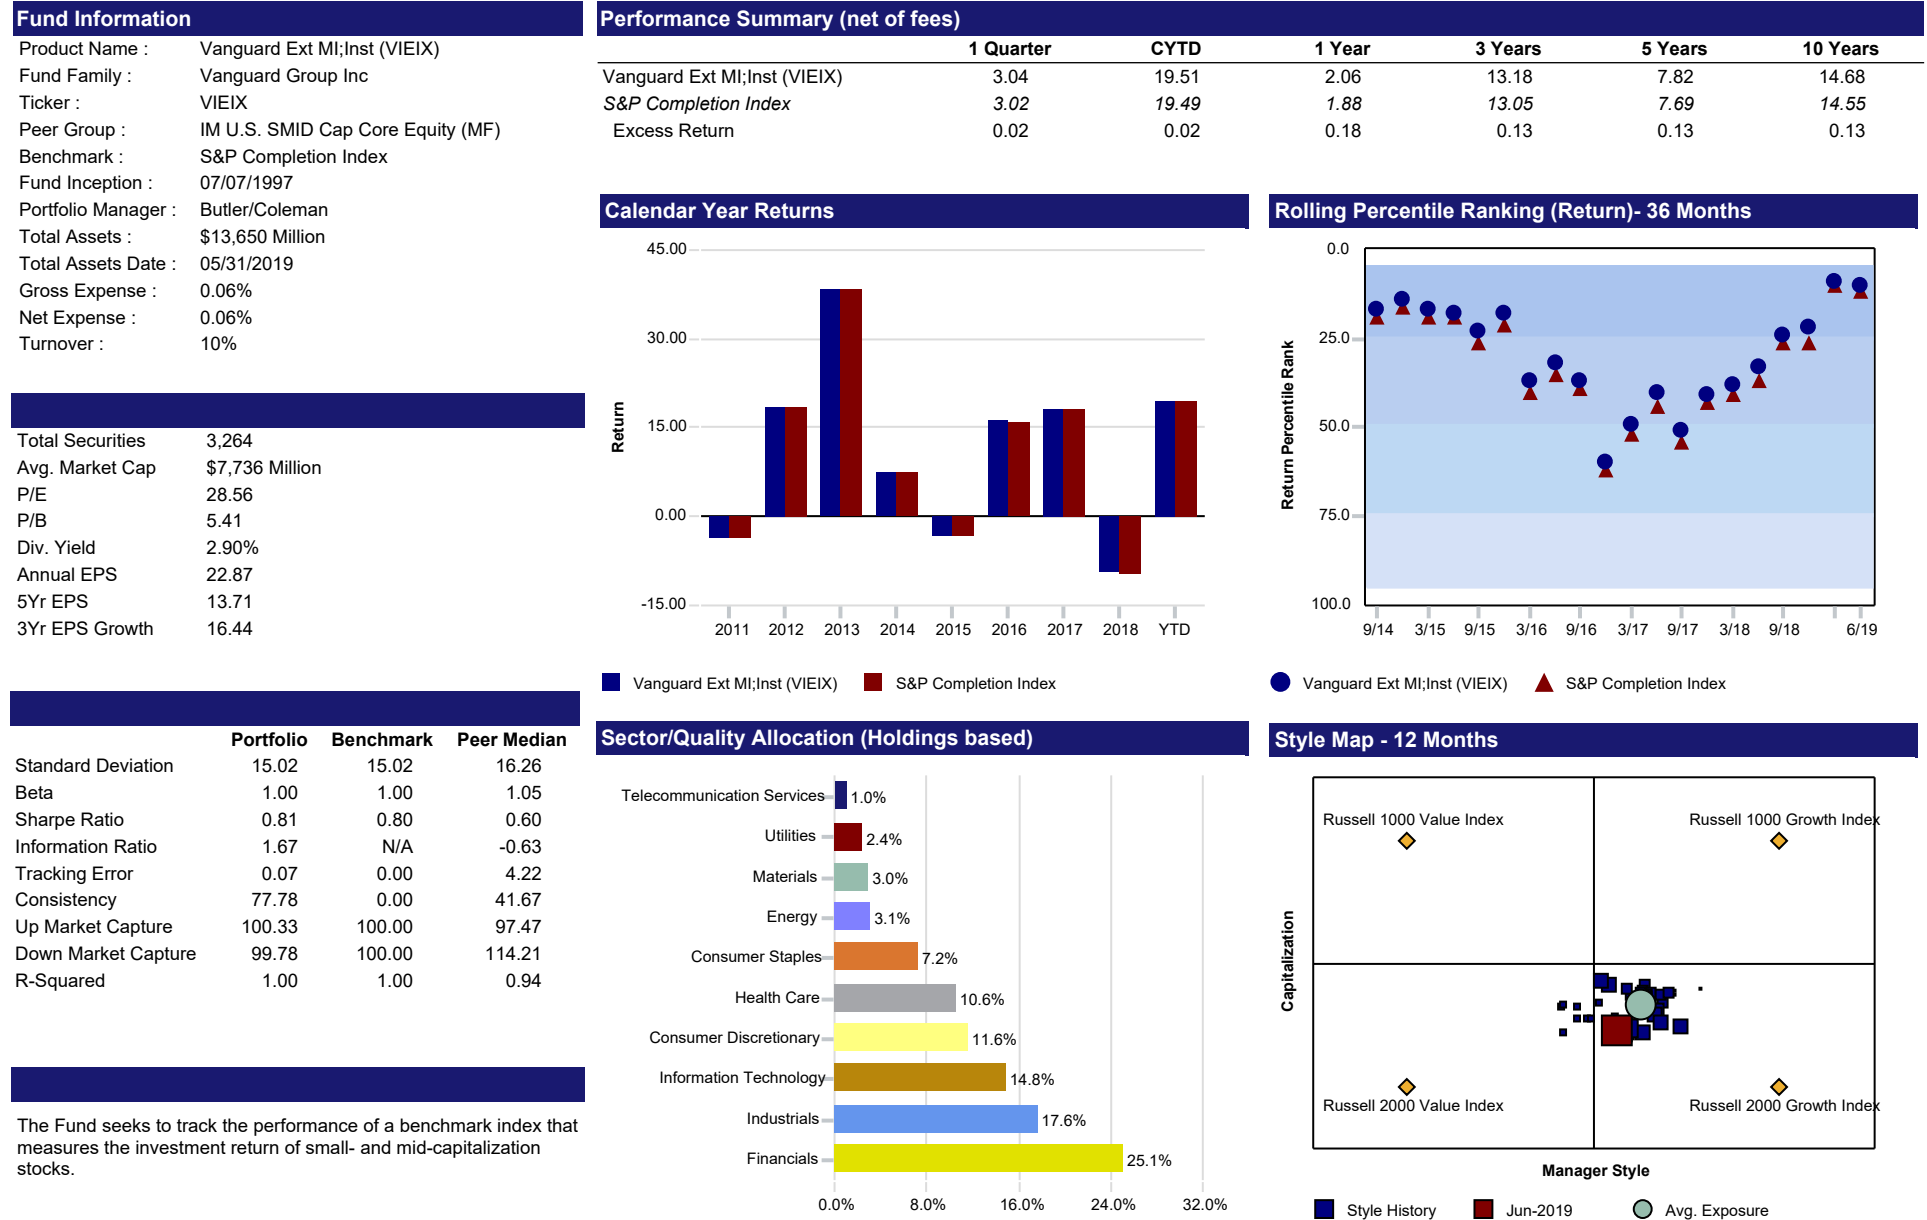 Fund Information
Product Name : Vanguard Ext MI;Inst (VIEIX)
Fund Family : Vanguard Group Inc
Ticker : VIEIX
Peer Group : IM U.S. SMID Cap Core Equity (MF)
Benchmark : S&P Completion Index
Fund Inception : 07/07/1997
Portfolio Manager : Butler/Coleman
Total Assets : $13,650 Million
Total Assets Date : 05/31/2019
Gross Expense : 0.06%
Net Expense : 0.06%
Turnover : 10%
Total Securities 3,264
Avg. Market Cap $7,736 Million
P/E 28.56
P/B 5.41
Div. Yield 2.90%
Annual EPS 22.87
5Yr EPS 13.71
3Yr EPS Growth 16.44
Portfolio Benchmark Peer Median
Standard Deviation 15.02 15.02 16.26
Beta 1.00 1.00 1.05
Sharpe Ratio 0.81 0.80 0.60
Information Ratio 1.67 N/A -0.63
Tracking Error 0.07 0.00 4.22
Consistency 77.78 0.00 41.67
Up Market Capture 100.33 100.00 97.47
Down Market Capture 99.78 100.00 114.21
R-Squared 1.00 1.00 0.94
The Fund seeks to track the performance of a benchmark index that
measures the investment return of small- and mid-capitalization
stocks.
Performance Summary (net of fees)
1 Quarter CYTD 1 Year 3 Years 5 Years 10 Years
Vanguard Ext MI;Inst (VIEIX) 3.04 19.51 2.06 13.18 7.82 14.68
S&P Completion Index 3.02 19.49 1.88 13.05 7.69 14.55
Excess Return 0.02 0.02 0.18 0.13 0.13 0.13
Calendar Year Returns
Return
45.00
30.00
15.00
0.00
-15.00
2011 2012 2013 2014 2015 2016 2017 2018 YTD
Vanguard Ext MI;Inst (VIEIX) S&P Completion Index
Rolling Percentile Ranking (Return)- 36 Months
Return Percentile Rank
0.0
25.0
50.0
75.0
100.0
9/14 3/15 9/15 3/16 9/16 3/17 9/17 3/18 9/18 6/19
Vanguard Ext MI;Inst (VIEIX) S&P Completion Index
Sector/Quality Allocation (Holdings based)
Telecommunication Services 1.0%
Utilities 2.4%
Materials 3.0%
Energy 3.1%
Consumer Staples 7.2%
Health Care 10.6%
Consumer Discretionary 11.6%
Information Technology 14.8%
Industrials 17.6%
Financials 25.1%
0.0% 8.0% 16.0% 24.0% 32.0%
Style Map - 12 Months
Capitalization
Russell 1000 Value Index Russell 1000 Growth Index
Russell 2000 Value Index Russell 2000 Growth Index
Manager Style
Style History Jun-2019 Avg. Exposure